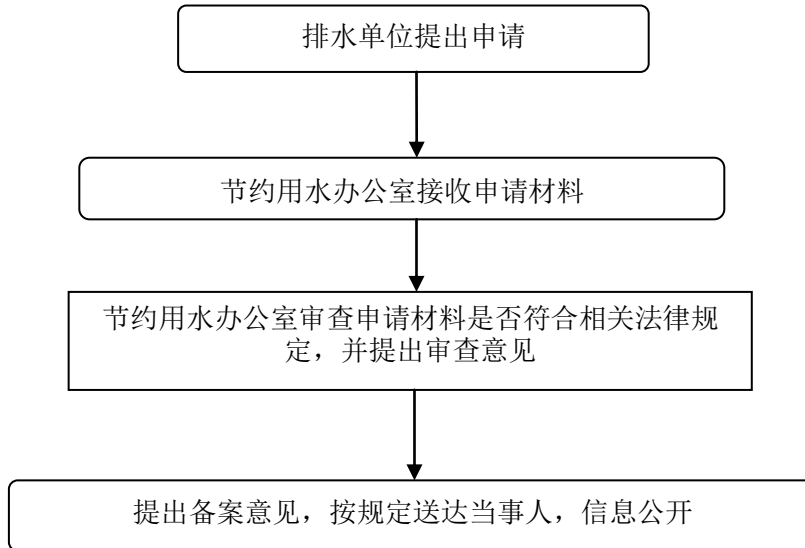 排水单位提出申请
节约用水办公室接收申请材料
节约用水办公室审查申请材料是否符合相关法律规
定，并提出审查意见
提出备案意见，按规定送达当事人，信息公开